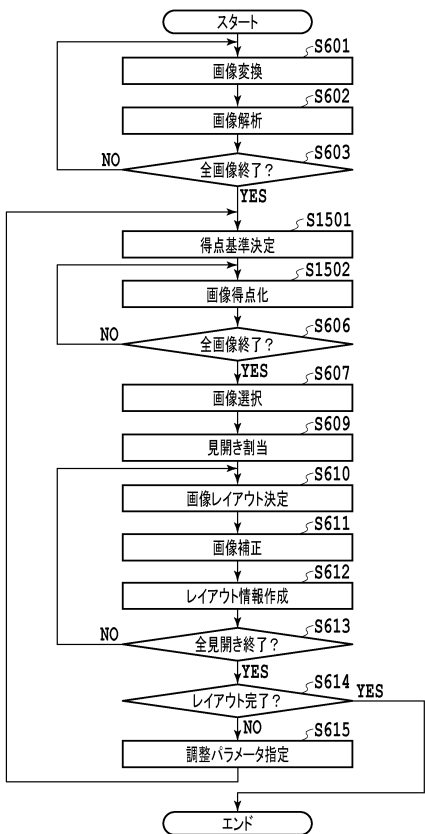 スタート
S601
画像変換
S602
画像解析
S603
全画像終了？
NO
YES
S1501
得点基準決定
S1502
画像得点化
S606
全画像終了？
NO
YES
S607
画像選択
S609
見開き割当
S610
画像レイアウト決定
S611
画像補正
S612
レイアウト情報作成
S613
全見開き終了？
NO
YES
S614
レイアウト完了？
YES
NO
S615
調整パラメータ指定
エンド